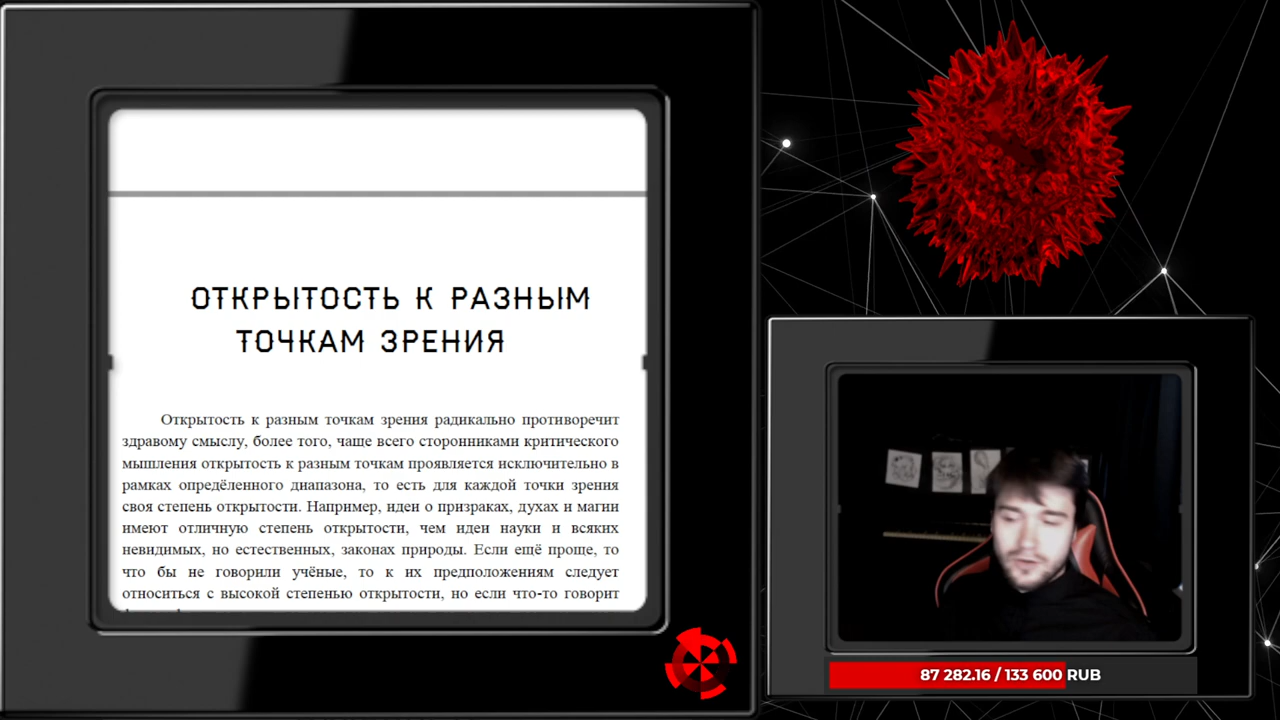 ОТКРЫТОСТЬ К РАЗНЫМ
ТОЧКАМ ЗРЕНИЯ
Открытость к разным точкам зрения радикально противоречит
здравому смыслу, более того, чаще всего сторонниками критического
мышления открытость к разным точкам проявляется исключительно в
рамках опредёленного диапазона, то есть для каждой точки зрения
своя степень открытости. Например, идеи о призраках, духах и магии
имеют отличную степень открытости, чем идеи науки и всяких
невидимых, но естественных, законах природы. Если ещё проще, то
что бы не говорили учёные, то к их предположениям следует
относиться с высокой степенью открытости, но если что-то говорит
87 282.16 / 133 600 RUB